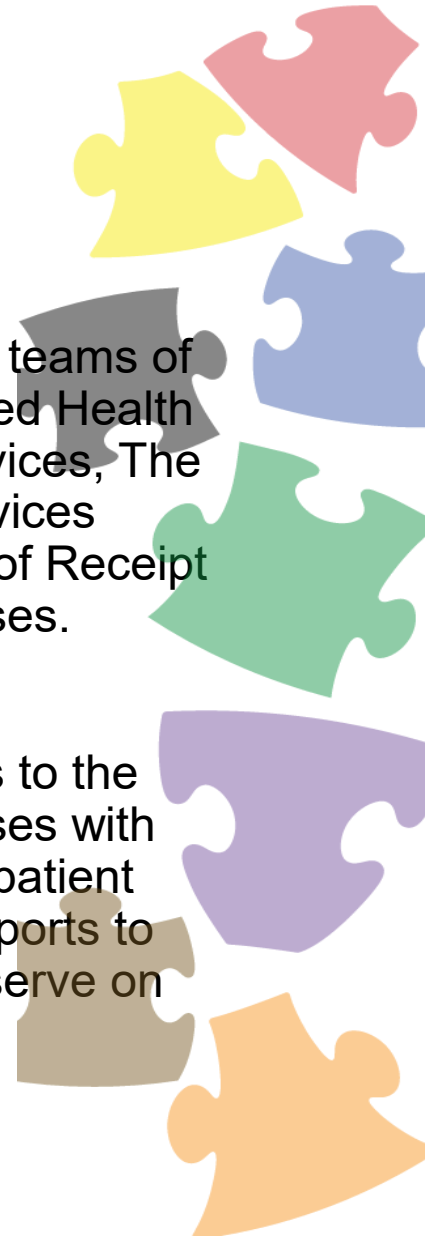 teams of
ed Health
vices, The
vices
of Receipt
ses.
s to the
ses with
patient
ports to
serve on